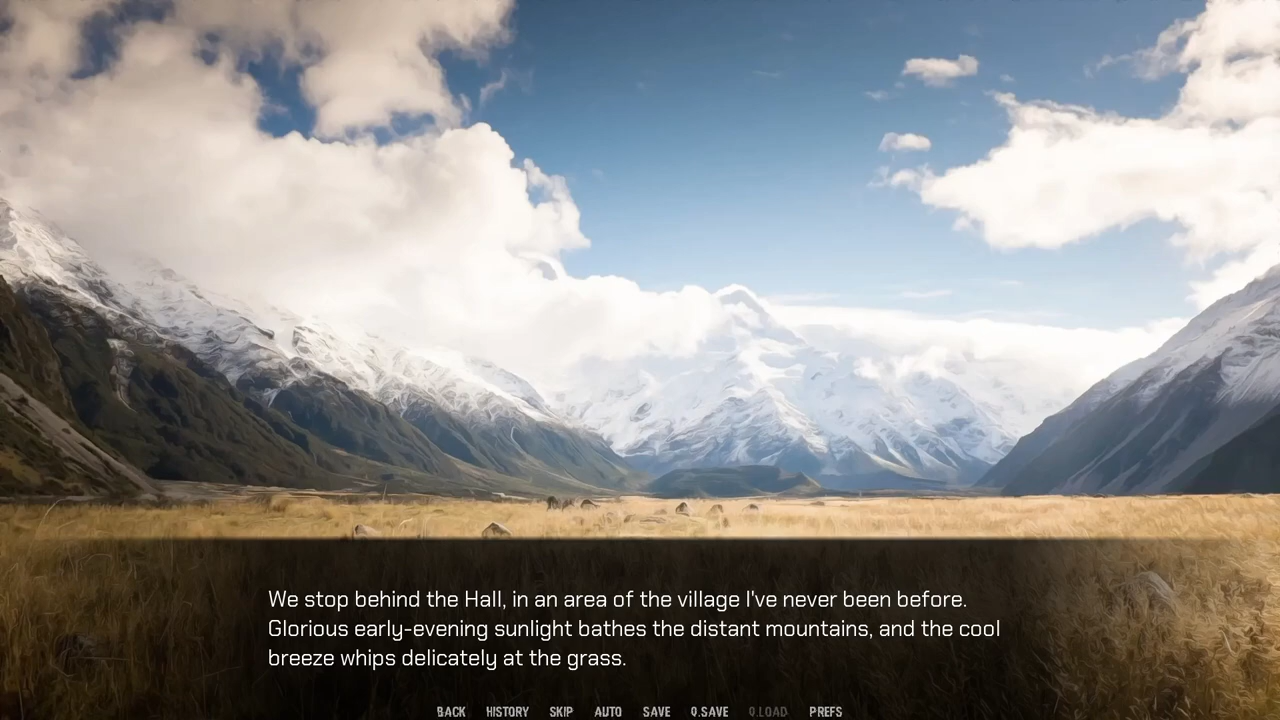 We stop behind the Hall, in an area of the village I've never been before.
Glorious early-evening sunlight bathes the distant mountains, and the cool
breeze whips delicately at the grass.
BACK HISTORY SKIP AUTO SAVE Q.SAVE Q.LOAD PREFS